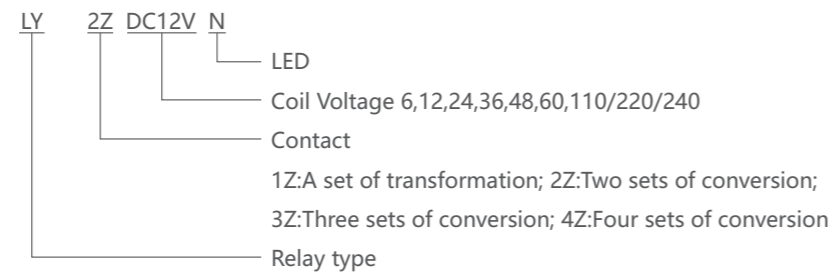 LY 2Z DC12V N
LED
Coil Voltage 6,12,24,36,48,60,110/220/240
Contact
1Z:A set of transformation; 2Z:Two sets of conversion;
3Z:Three sets of conversion; 4Z:Four sets of conversion
Relay type